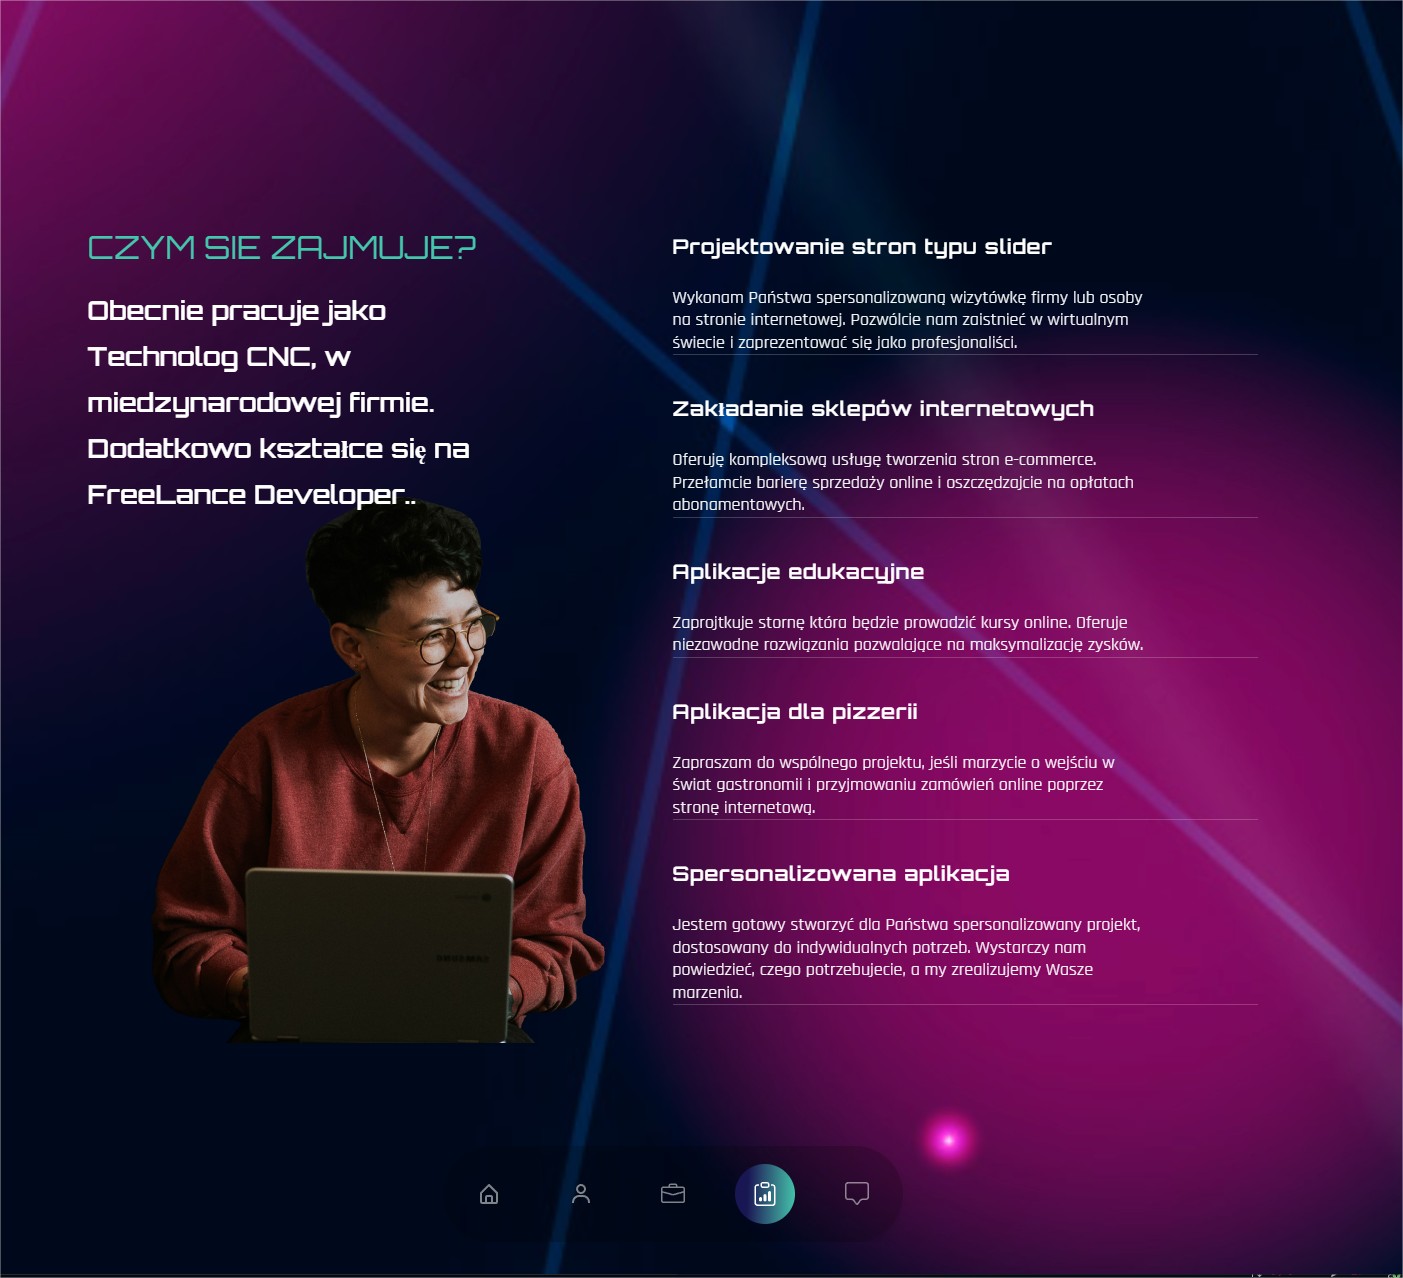 CZYM SIE ZAJMUJE?
Obecnie pracuje jako
Technolog CNC, w
miedzynarodowej firmie.
Dodatkowo kształce się na
FreeLance Developer..
SAMSUNG
Projektowanie stron typu slider
Wykonam Państwa spersonalizowaną wizytówkę firmy lub osoby
na stronie internetowej. Pozwólcie nam zaistnieć w wirtualnym
świecie i zaprezentować się jako profesjonaliści.
Zakładanie sklepów internetowych
Oferuję kompleksową usługę tworzenia stron e-commerce.
Przełamcie barierę sprzedaży online i oszczędzajcie na opłatach
abonamentowych.
Aplikacje edukacyjne
Zaprojtkuje stornę która będzie prowadzić kursy online. Oferuje
niezawodne rozwiązania pozwalające na maksymalizację zysków.
Aplikacja dla pizzerii
Zapraszam do wspólnego projektu, jeśli marzycie o wejściu w
świat gastronomii i przyjmowaniu zamówień online poprzez
stronę internetową.
Spersonalizowana aplikacja
Jestem gotowy stworzyć dla Państwa spersonalizowany projekt,
dostosowany do indywidualnych potrzeb. Wystarczy nam
powiedzieć, czego potrzebujecie, a my zrealizujemy Wasze
marzenia.